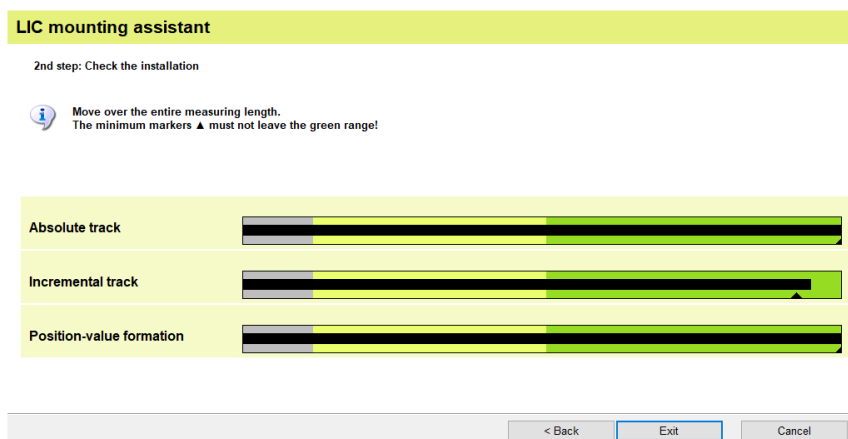 LIC mounting assistant
2nd step: Check the installation
Move over the entire measuring length.
The minimum markers ▲ must not leave the green range!
Absolute track
Incremental track
Position-value formation
< Back
Exit
Cancel